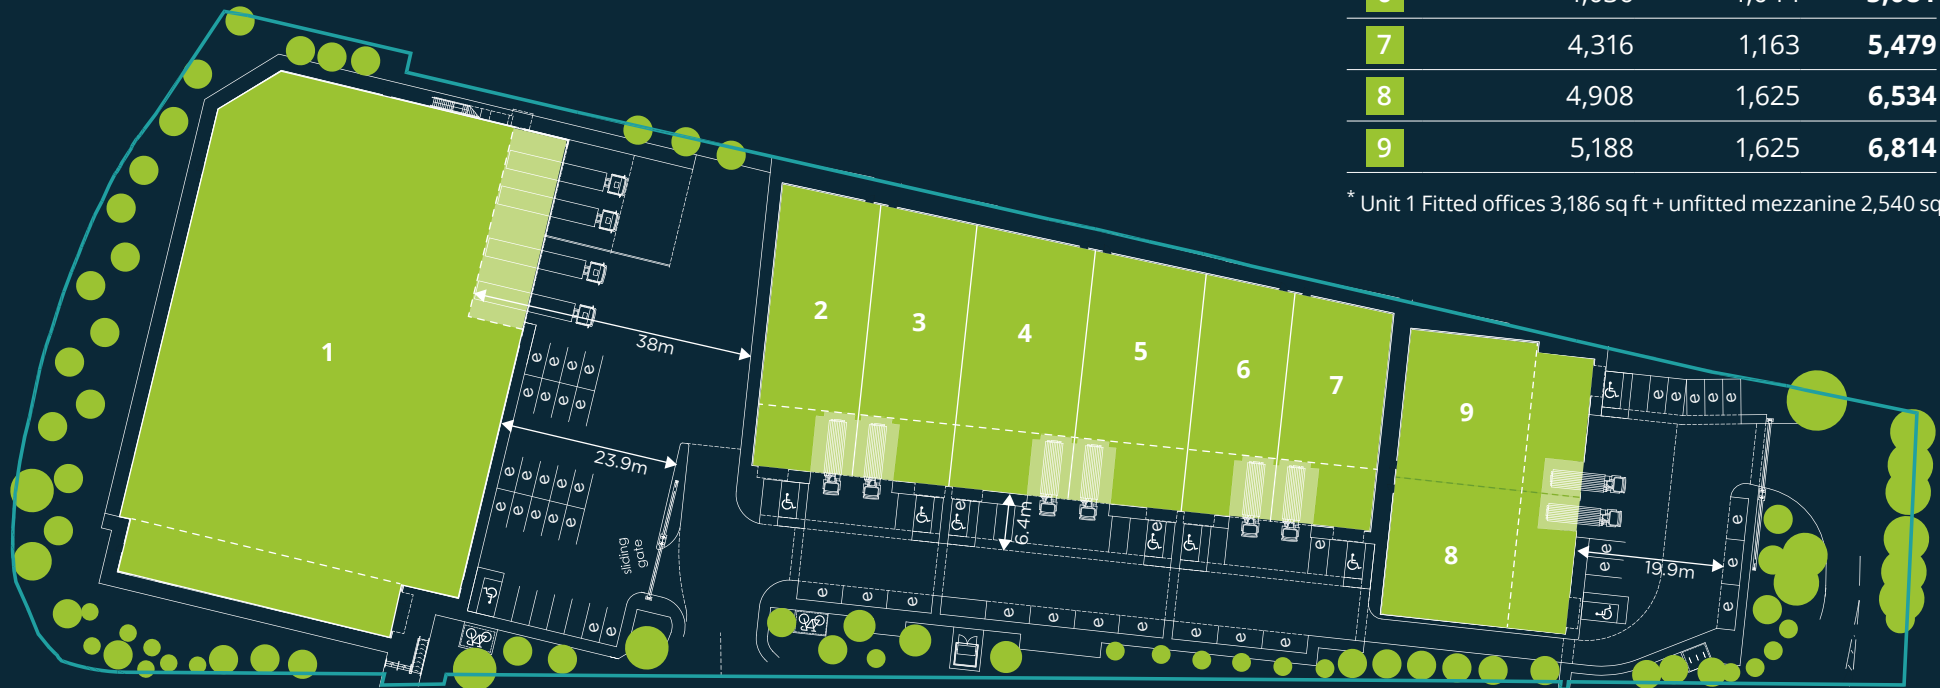 7 4,316 1,163 5,479
8 4,908 1,625 6,534
9 5,188 1,625 6,814
* Unit 1 Fitted offices 3,186 sq ft + unfitted mezzanine 2,540 sq
1
2
3
4
5
6
7
9
8
38m
23.9m
6.4m
19.9m
sliding
gate
e e e e
e e e e
e e e e e
e e e e e
e e
e
e
e
e e e
e e e e
e e e
e e e e e
e
e
e
e
e